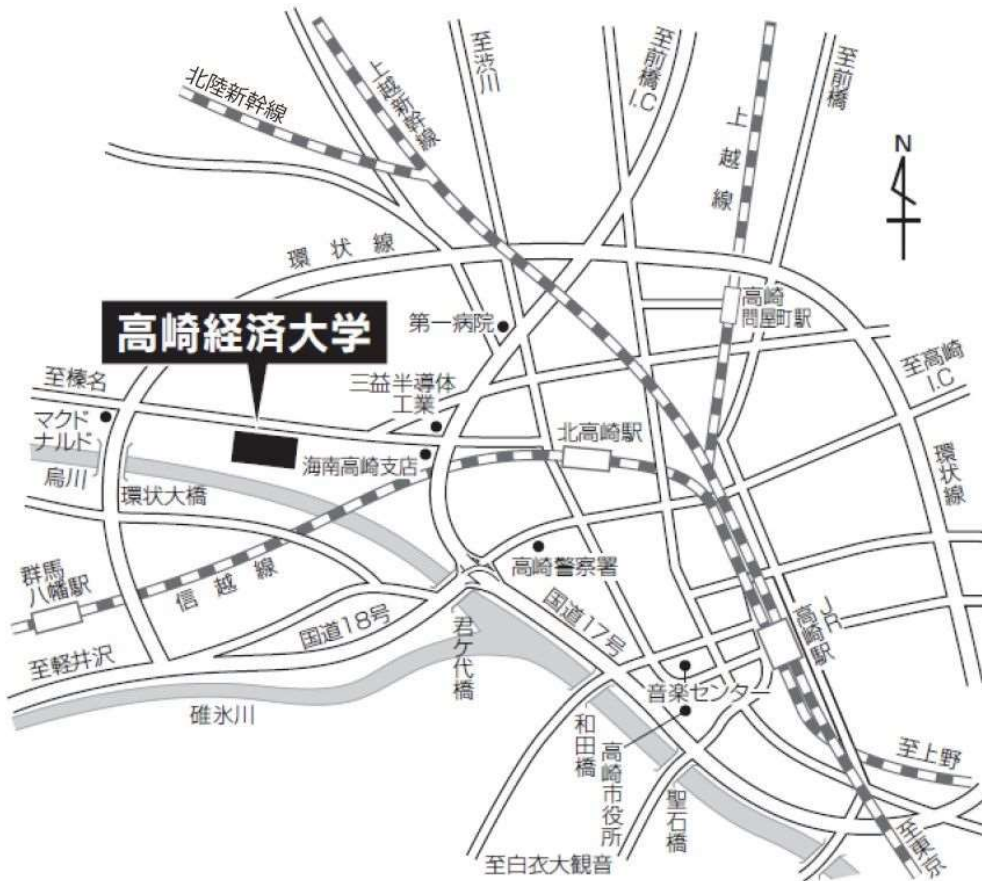 北陸新幹線
上越新幹線
至渋川
至前橋
I.C
上越線
至前橋
N
環状線
高崎経済大学
第一病院
高崎
問屋町駅
至榛名
マクド
ナルド
三益半導体
工業
北高崎駅
至高崎
I.C
烏川
環状大橋
海南高崎支店
環状線
群馬
八幡駅
信越線
高崎警察署
国道18号
君ケ代橋
国道17号
JR
高崎駅
至軽井沢
碓氷川
音楽センター
和田橋
高崎市役所
聖石橋
至上野
至白衣大観音
至東京